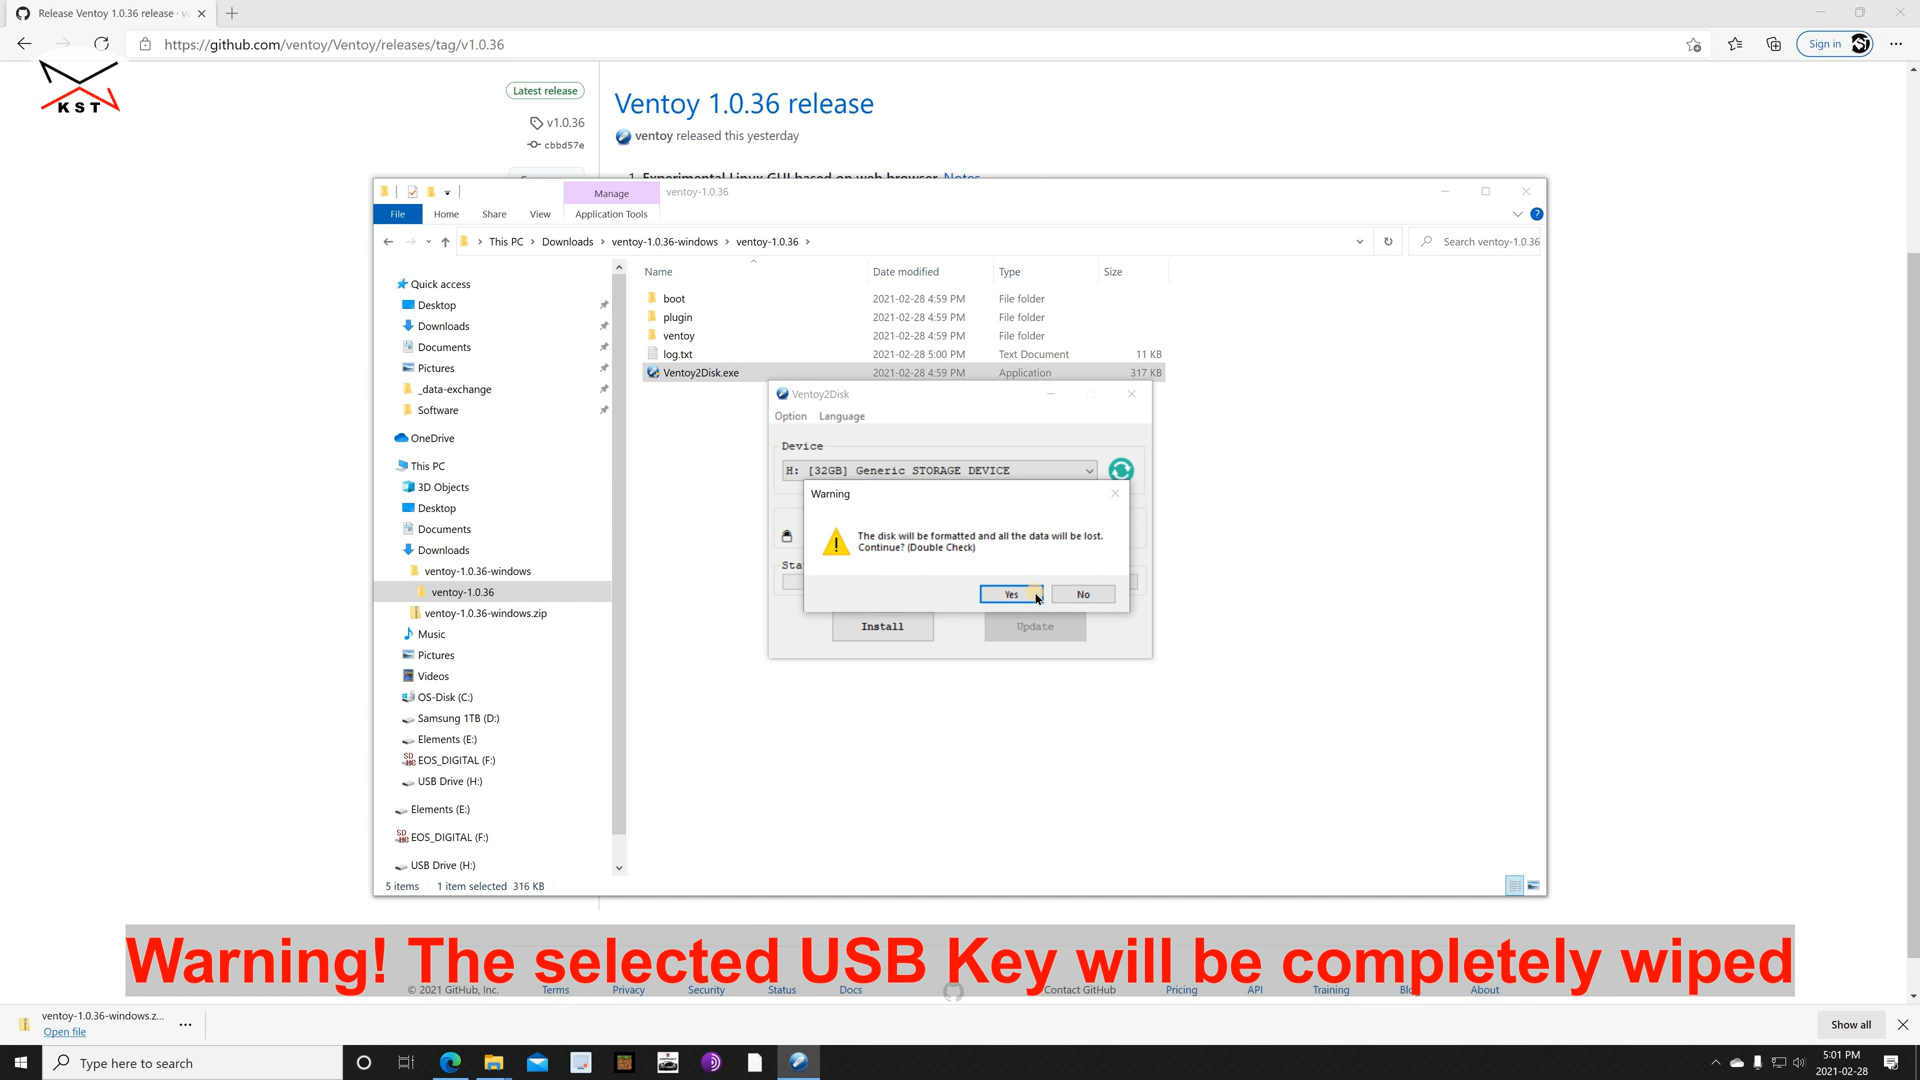 Release Ventoy 1.0.36 release · v
https://github.com/ventoy/Ventoy/releases/tag/v1.0.36
Sign in
KST
Latest release
v1.0.36
cbbd57e
Ventoy 1.0.36 release
ventoy released this yesterday
1. Experimental Linux GUI based on web browser. Notes
Manage
ventoy-1.0.36
File
Home
Share
View
Application Tools
This PC > Downloads > ventoy-1.0.36-windows > ventoy-1.0.36 >
Search ventoy-1.0.36
Name
Date modified
Type
Size
boot 2021-02-28 4:59 PM File folder
plugin 2021-02-28 4:59 PM File folder
ventoy 2021-02-28 4:59 PM File folder
log.txt 2021-02-28 5:00 PM Text Document 11 KB
Ventoy2Disk.exe 2021-02-28 4:59 PM Application 317 KB
Quick access
Desktop
Downloads
Documents
Pictures
_data-exchange
Software
OneDrive
This PC
3D Objects
Desktop
Documents
Downloads
ventoy-1.0.36-windows
ventoy-1.0.36
ventoy-1.0.36-windows.zip
Music
Pictures
Videos
OS-Disk (C:)
Samsung 1TB (D:)
Elements (E:)
EOS_DIGITAL (F:)
USB Drive (H:)
Elements (E:)
EOS_DIGITAL (F:)
USB Drive (H:)
5 items 1 item selected 316 KB
Ventoy2Disk
Option Language
Device
H: [32GB] Generic STORAGE DEVICE
Warning
The disk will be formatted and all the data will be lost.
Continue? (Double Check)
Sta
Yes
No
Install
Update
Warning! The selected USB Key will be completely wiped
© 2021 GitHub, Inc. Terms Privacy Security Status Docs Contact GitHub Pricing API Training Blo About
ventoy-1.0.36-windows.z...
Open file
Show all
Type here to search
5:01 PM
2021-02-28